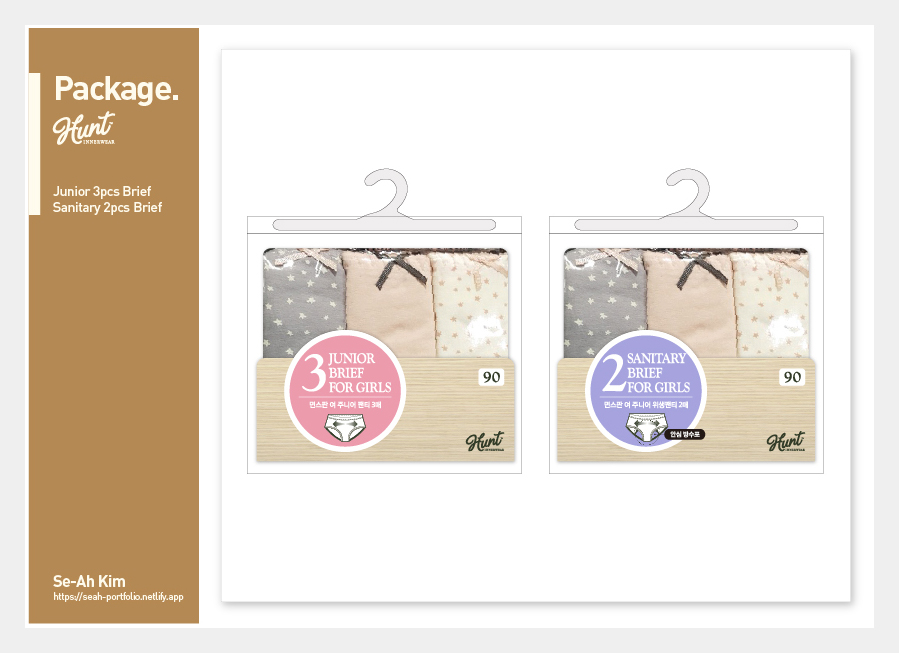 Package.
Hunt
INNERWEAR
Junior 3pcs Brief
Sanitary 2pcs Brief
3 JUNIOR
BRIEF
FOR GIRLS
면스판 여 주니어 팬티 3매
90
Hunt
INNERWEAR
2 SANITARY
BRIEF
FOR GIRLS
면스판 여 주니어 위생팬티 2매
안심 방수포
90
Hunt
INNERWEAR
Se-Ah Kim
https://seah-portfolio.netlify.app